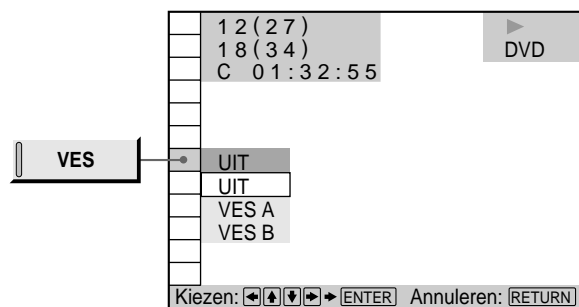 12(27)
18(34)
C 01:32:55
DVD
VES
UIT
UIT
VES A
VES B
Kiezen: ENTER Annuleren: RETURN